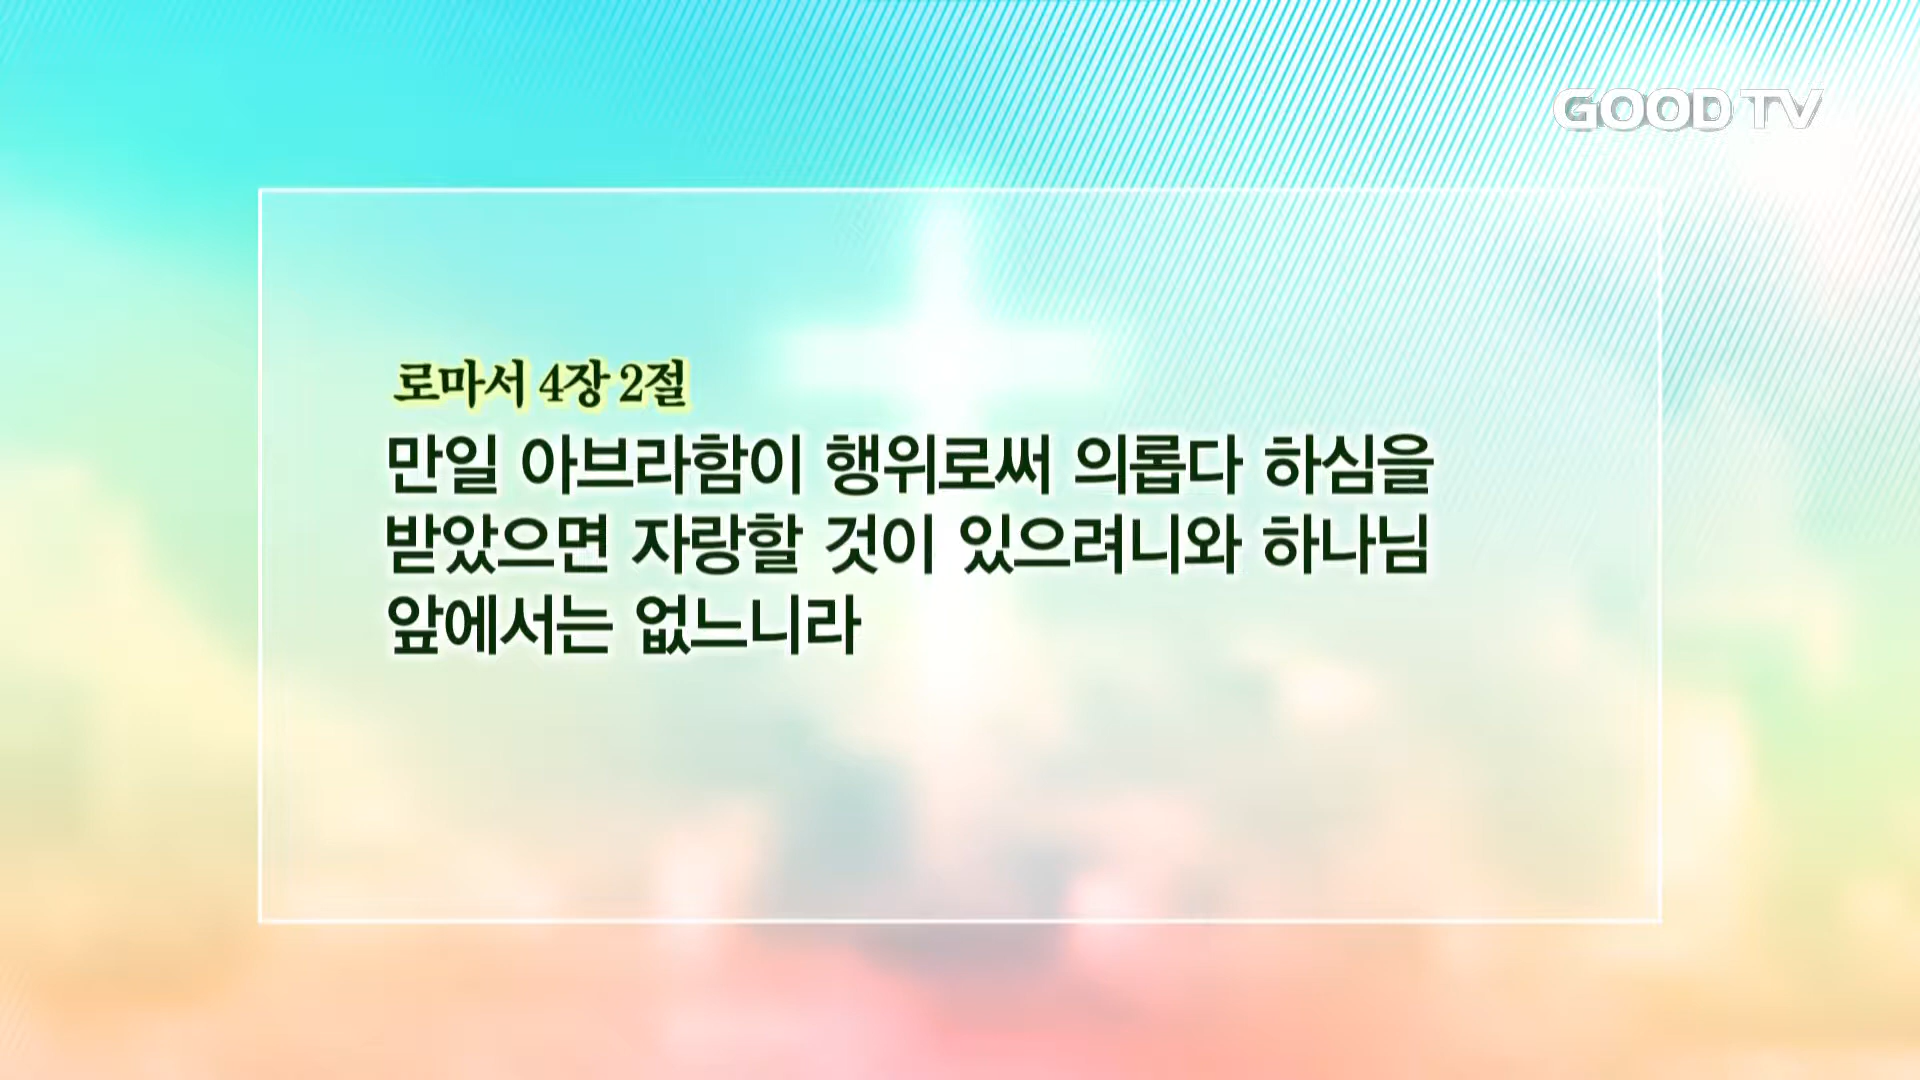 GOOD TV
로마서 4장 2절
만일 아브라함이 행위로써 의롭다 하심을
받았으면 자랑할 것이 있으려니와 하나님
앞에서는 없느니라